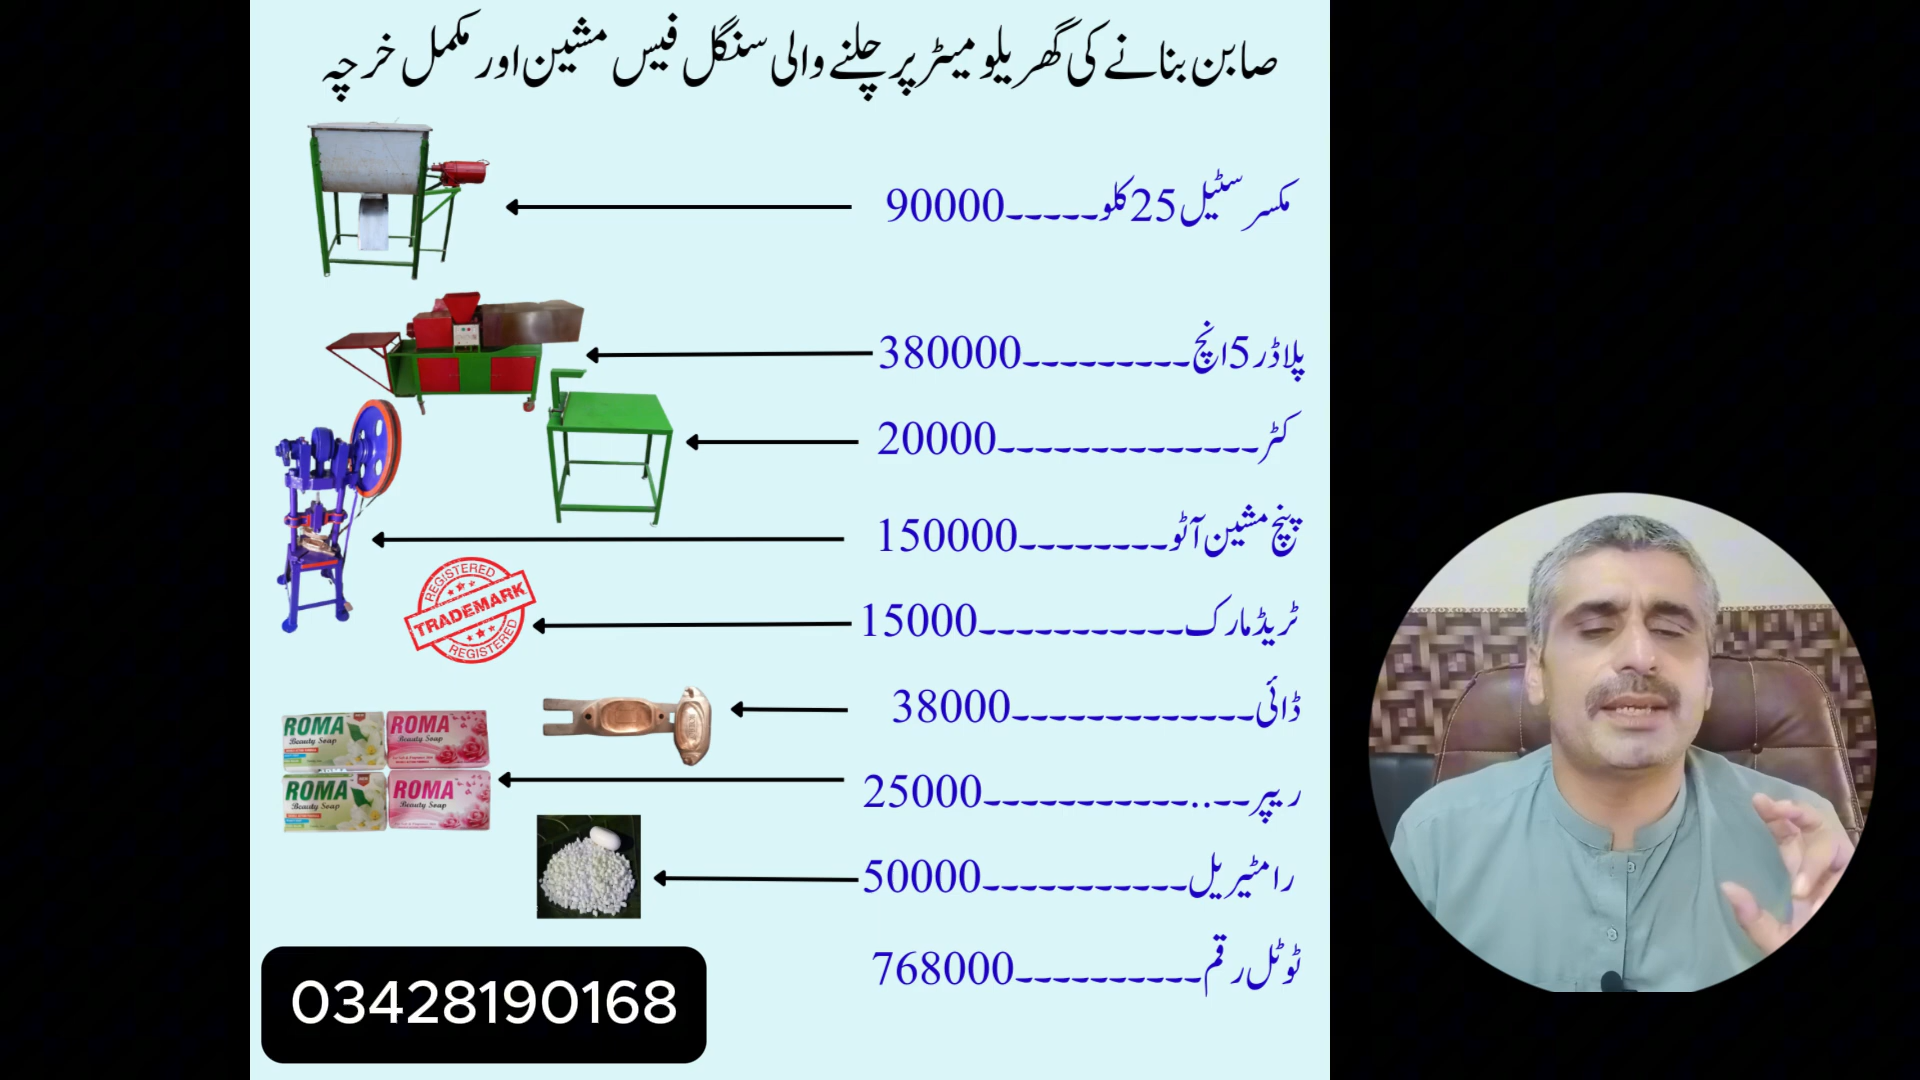 صابن بنانے کی گھریلو میٹر پر چلنے والی سنگل فیس مشین اور مکمل خرچہ
مکسر سٹیل 25 کلو-----90000
پلاڈر 5 انچ---------380000
کٹر--------------20000
پنچ مشین آٹو--------150000
ٹریڈ مارک-----------15000
REGISTERED
TRADEMARK
REGISTERED
ڈائی-------------38000
ریپر--..-----------25000
ROMA
Beauty Soap
ROMA
Beauty Soap
ROMA
Beauty Soap
ROMA
Beauty Soap
رامٹیریل-----------50000
ٹوٹل رقم----------768000
03428190168